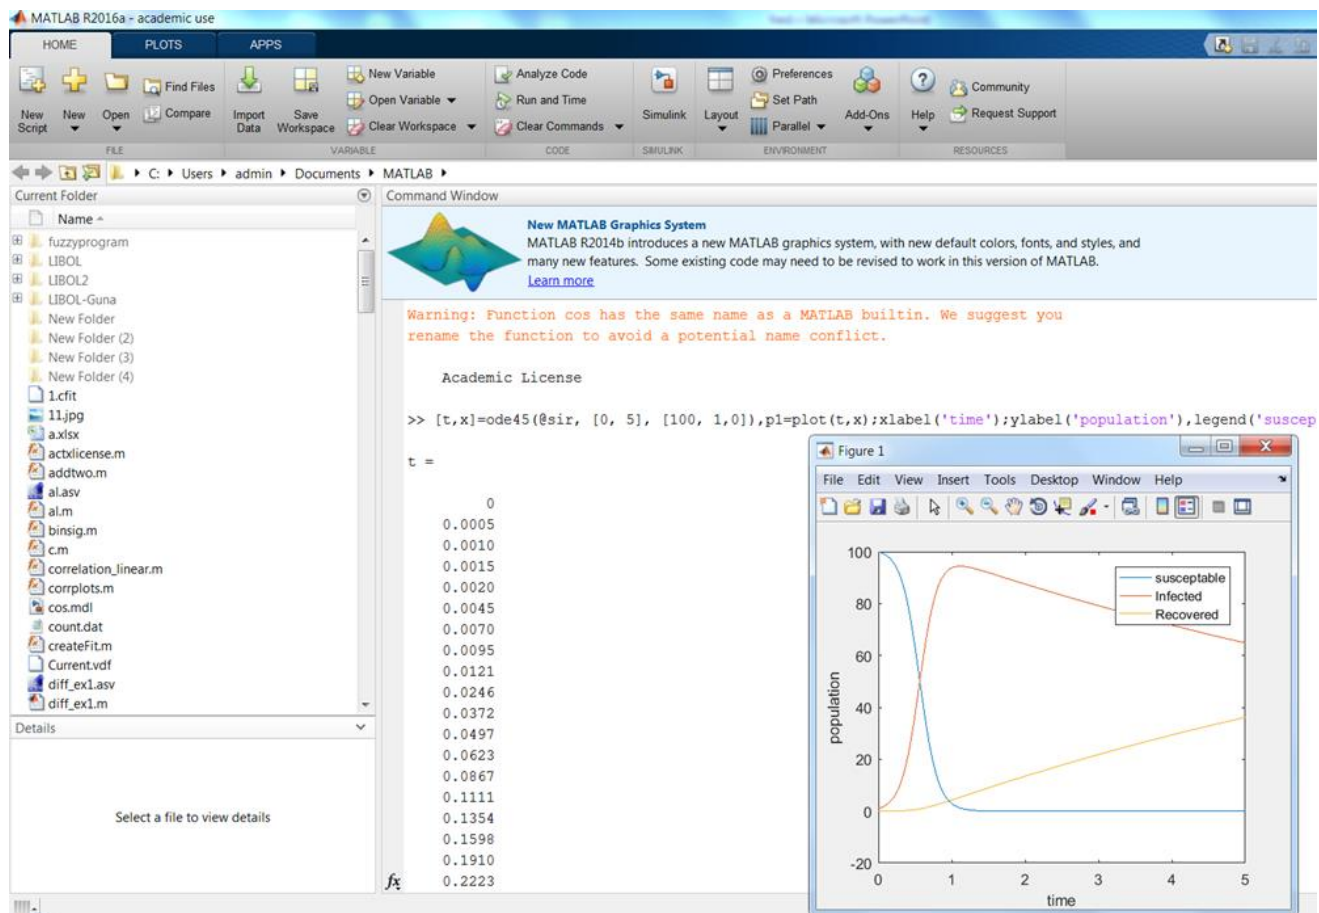 MATLAB R2016a - academic use
HOME PLOTS APPS
New Script
New
Open
Find Files
Compare
FILE
Import Data
Save Workspace
New Variable
Open Variable
Clear Workspace
VARIABLE
Analyze Code
Run and Time
Clear Commands
CODE
Simulink
SIMULINK
Layout
Preferences
Set Path
Parallel
Add-Ons
ENVIRONMENT
Help
Community
Request Support
RESOURCES
C: Users admin Documents MATLAB
Current Folder
Name
fuzzyprogram
LIBOL
LIBOL2
LIBOL-Guna
New Folder
New Folder (2)
New Folder (3)
New Folder (4)
1.cfit
11.jpg
a.xlsx
actxlicense.m
addtwo.m
al.asv
al.m
binsig.m
c.m
correlation_linear.m
corrplots.m
cos.mdl
count.dat
createFit.m
Current.vdf
diff_ex1.asv
diff_ex1.m
Details
Select a file to view details
Command Window
New MATLAB Graphics System
MATLAB R2014b introduces a new MATLAB graphics system, with new default colors, fonts, and styles, and
many new features. Some existing code may need to be revised to work in this version of MATLAB.
Learn more
Warning: Function cos has the same name as a MATLAB builtin. We suggest you
rename the function to avoid a potential name conflict.
Academic License
>> [t,x]=ode45(@sir, [0, 5], [100, 1,0]),p1=plot(t,x);xlabel('time');ylabel('population'),legend('suscep
t =
0
0.0005
0.0010
0.0015
0.0020
0.0045
0.0070
0.0095
0.0121
0.0246
0.0372
0.0497
0.0623
0.0867
0.1111
0.1354
0.1598
0.1910
0.2223
fx
Figure 1
File Edit View Insert Tools Desktop Window Help
100
80
60
40
20
0
-20
population
susceptable
Infected
Recovered
0 1 2 3 4 5
time